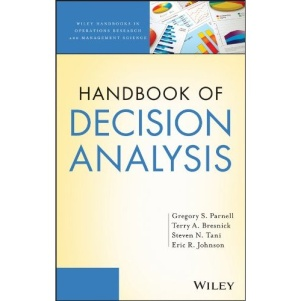 WILEY HANDBOOKS IN
OPERATIONS RESEARCH
AND MANAGEMENT SCIENCE
HANDBOOK OF
DECISION
ANALYSIS
Gregory S. Parnell
Terry A. Bresnick
Steven N. Tani
Eric R. Johnson
WILEY